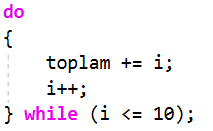 do
{
    toplam += i;
    i++;
} while (i <= 10);